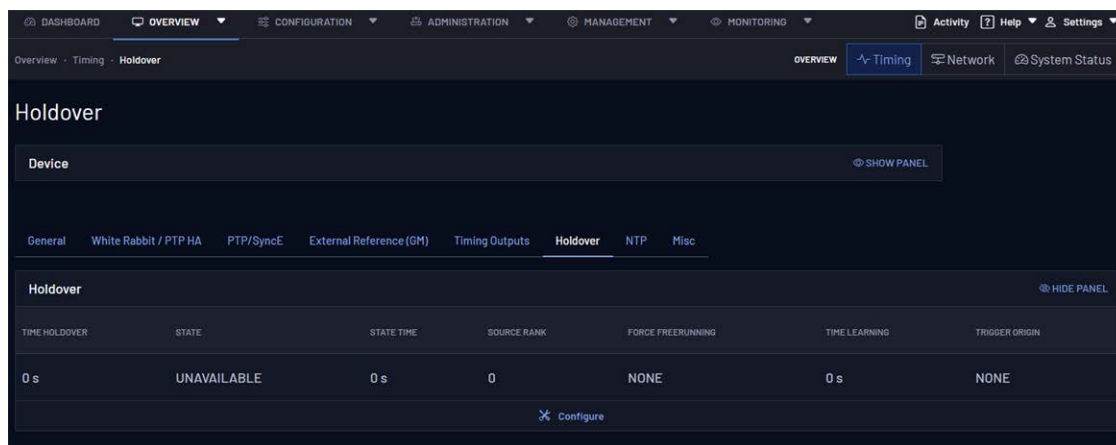 DASHBOARD OVERVIEW CONFIGURATION ADMINISTRATION MANAGEMENT MONITORING Activity ? Help Settings
Overview · Timing · Holdover OVERVIEW Timing Network System Status
Holdover
Device SHOW PANEL
General White Rabbit / PTP HA PTP/SyncE External Reference (GM) Timing Outputs Holdover NTP Misc
Holdover HIDE PANEL
TIME HOLDOVER STATE STATE TIME SOURCE RANK FORCE FREERUNNING TIME LEARNING TRIGGER ORIGIN
0 s UNAVAILABLE 0 s 0 NONE 0 s NONE
Configure